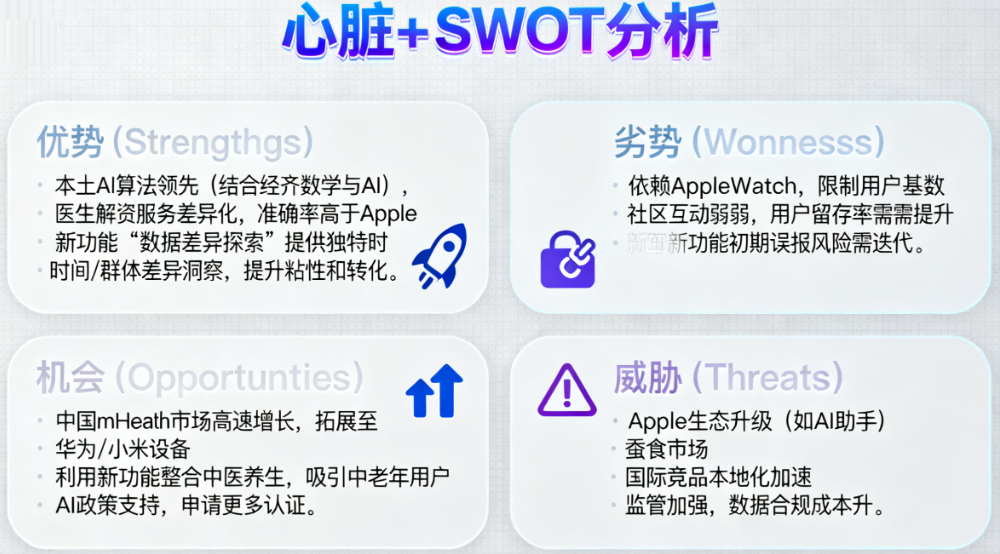 心脏+SWOT分析
优势 (Strengthgs)
本土AI算法领先（结合经济数学与AI），
医生解资服务差异化，准确率高于Apple
新功能“数据差异探索”提供独特时
时间/群体差异洞察，提升粘性和转化。
劣势 (Wonnesss)
依赖AppleWatch，限制用户基数
社区互动弱弱，用户留存率需需提升
新功能初期误报风险需迭代。
机会 (Opportunties)
中国mHeath市场高速增长，拓展至
华为/小米设备
利用新功能整合中医养生，吸引中老年用户
AI政策支持，申请更多认证。
威胁 (Threats)
Apple生态升级（如AI助手）
蚕食市场
国际竞品本地化加速
监管加强，数据合规成本升。